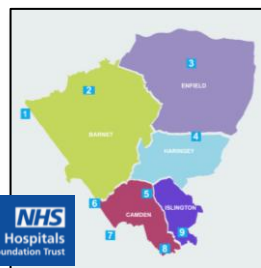 3
ENFIELD
2
1
BARNET
4
HARINGEY
5
6
CAMDEN
ISLINGTON
7
9
8
NHS
Hospitals
undation Trust